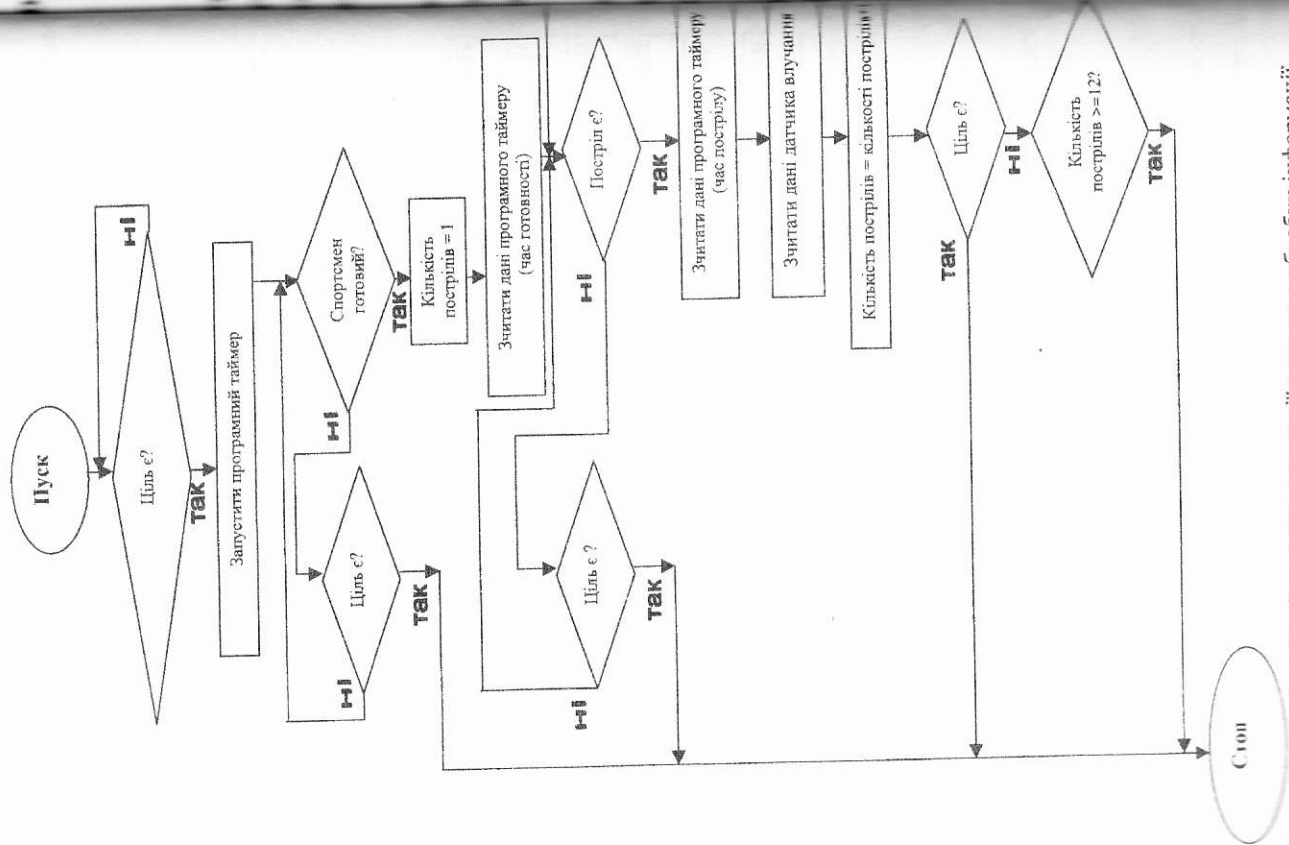 Пуск
Ціль є?
ні
так
Запустити програмний таймер
Спортсмен
готовий?
ні
так
Ціль є?
ні
так
Кількість
пострілів = 1
Зчитати дані програмного таймеру
(час готовності)
Постріл є?
ні
так
Ціль є ?
ні
так
Зчитати дані програмного таймеру
(час пострілу)
Зчитати дані датчика влучання
Кількість пострілів = кількості пострілів+
Ціль є?
так
ні
Кількість
пострілів >=12?
так
Стоп